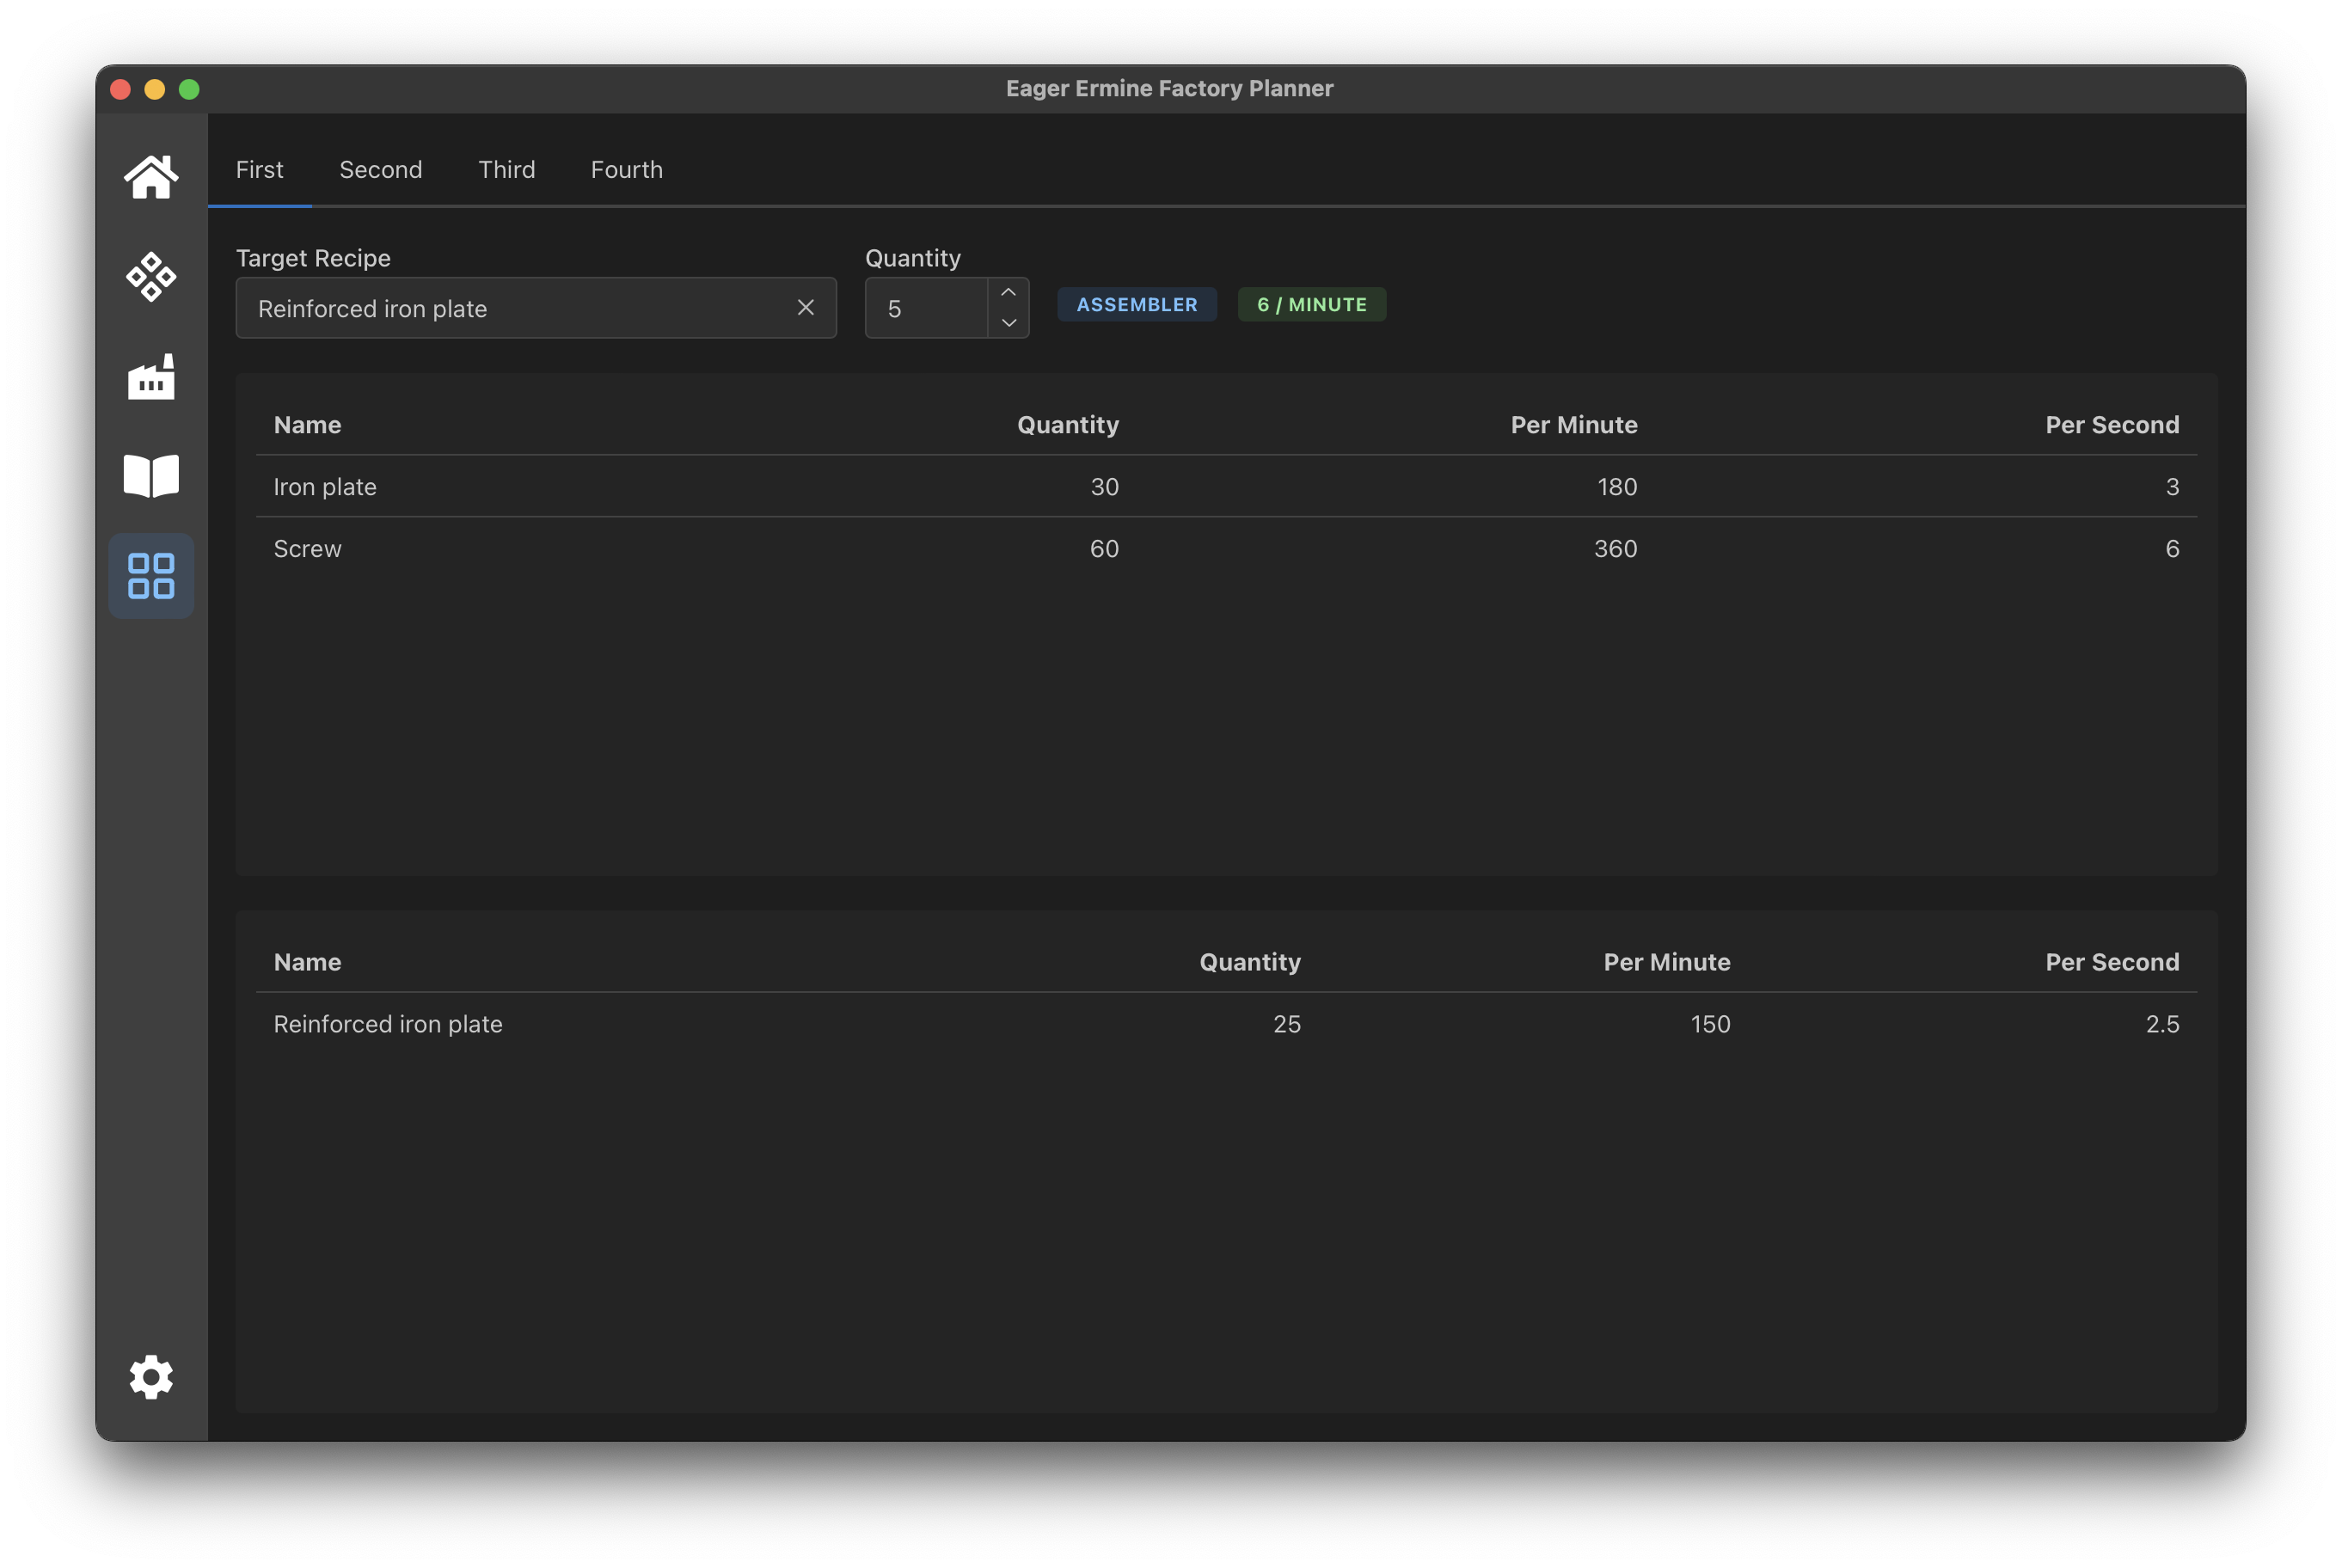 Eager Ermine Factory Planner
First Second Third Fourth
Target Recipe Quantity
Reinforced iron plate 5 ASSEMBLER 6 / MINUTE
Name Quantity Per Minute Per Second
Iron plate 30 180 3
Screw 60 360 6
Name Quantity Per Minute Per Second
Reinforced iron plate 25 150 2.5